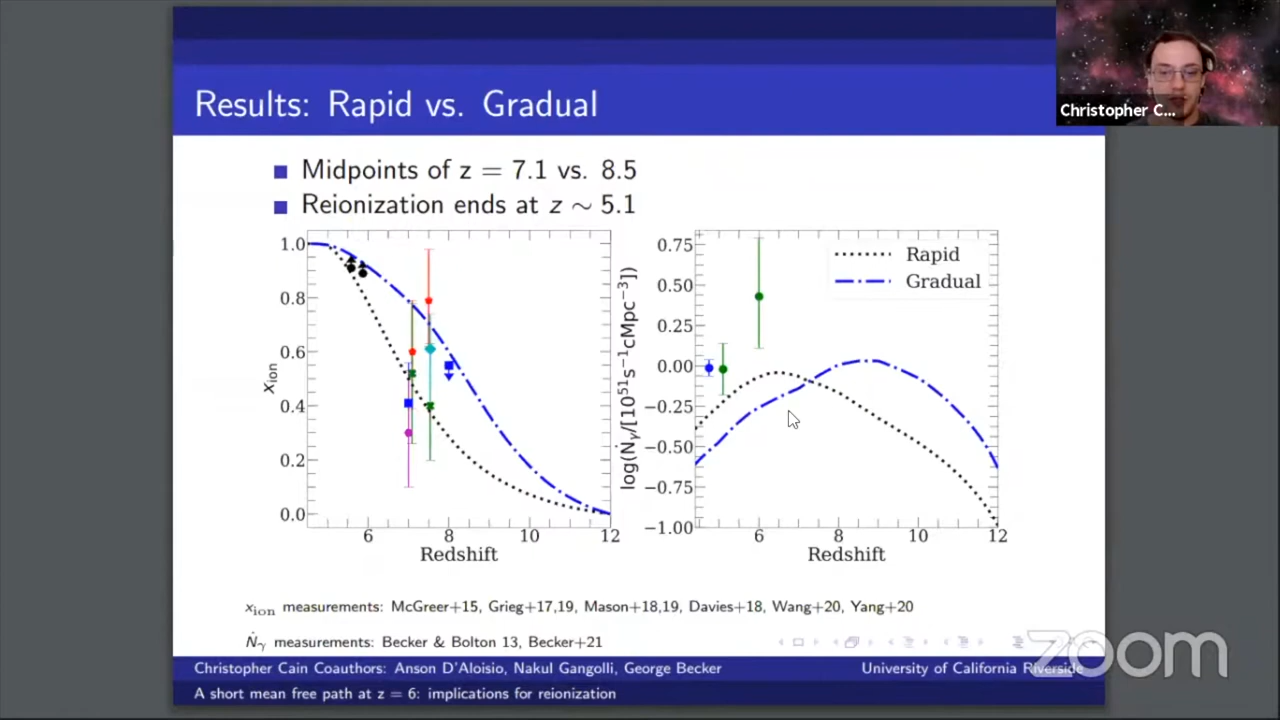 Results: Rapid vs. Gradual
Christopher C...
Midpoints of z = 7.1 vs. 8.5
Reionization ends at z ∼ 5.1
1.0
0.8
0.6
0.4
0.2
0.0
x_ion
6
8
10
12
Redshift
0.75
0.50
0.25
0.00
−0.25
−0.50
−0.75
−1.00
log(Ṅγ/[10^51 s^−1 cMpc^−3])
Rapid
Gradual
6
8
10
12
Redshift
x_ion measurements: McGreer+15, Grieg+17,19, Mason+18,19, Davies+18, Wang+20, Yang+20
Ṅγ measurements: Becker & Bolton 13, Becker+21
Christopher Cain Coauthors: Anson D'Aloisio, Nakul Gangolli, George Becker
University of California Riverside
A short mean free path at z = 6: implications for reionization
zoom